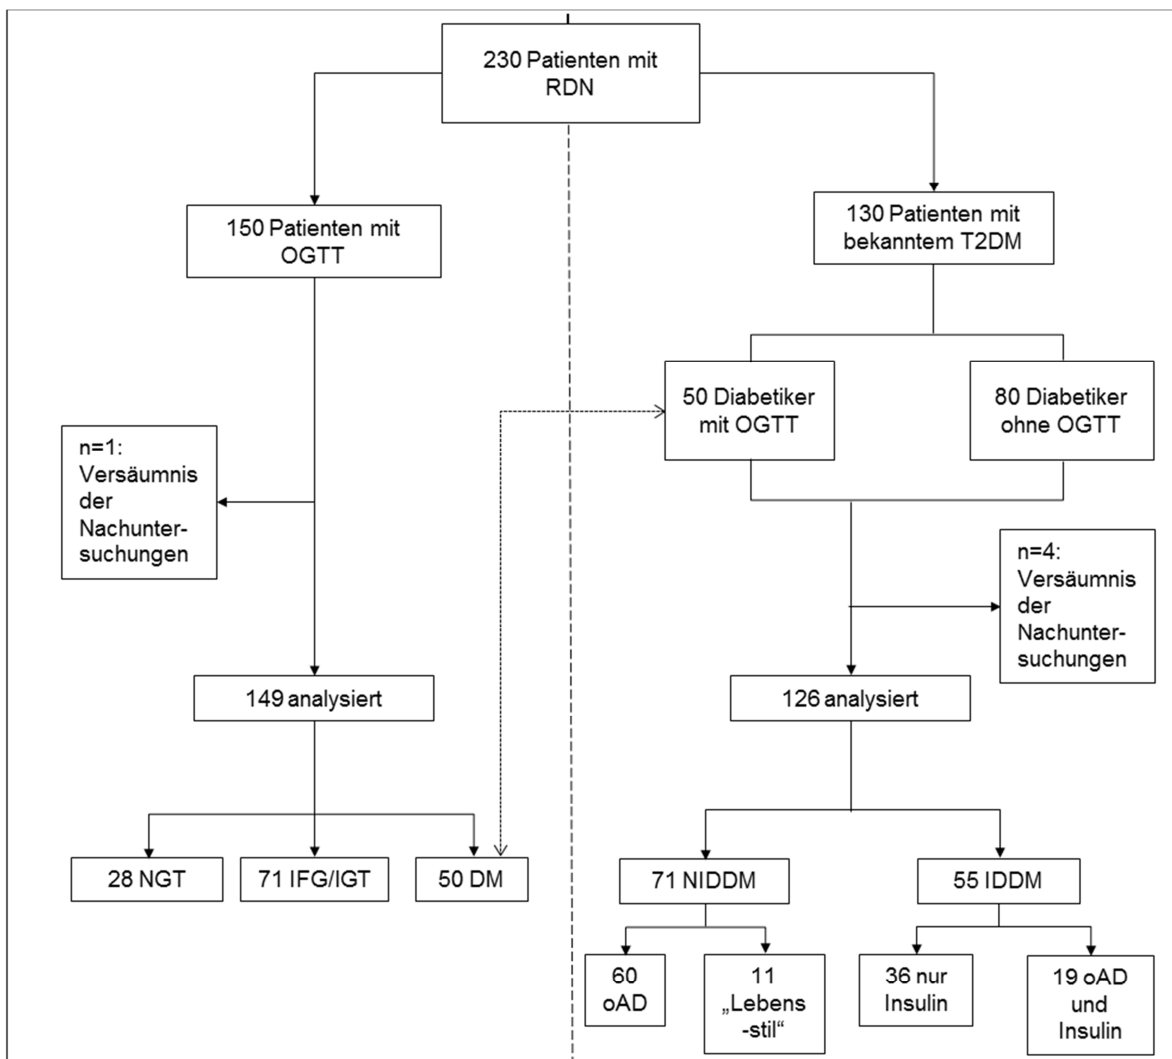 230 Patienten mit
RDN
150 Patienten mit
OGTT
130 Patienten mit
bekanntem T2DM
50 Diabetiker
mit OGTT
80 Diabetiker
ohne OGTT
n=1:
Versäumnis
der
Nachunter-
suchungen
n=4:
Versäumnis
der
Nachunter-
suchungen
149 analysiert
126 analysiert
28 NGT
71 IFG/IGT
50 DM
71 NIDDM
55 IDDM
60
oAD
11
„Lebens
-stil“
36 nur
Insulin
19 oAD
und
Insulin